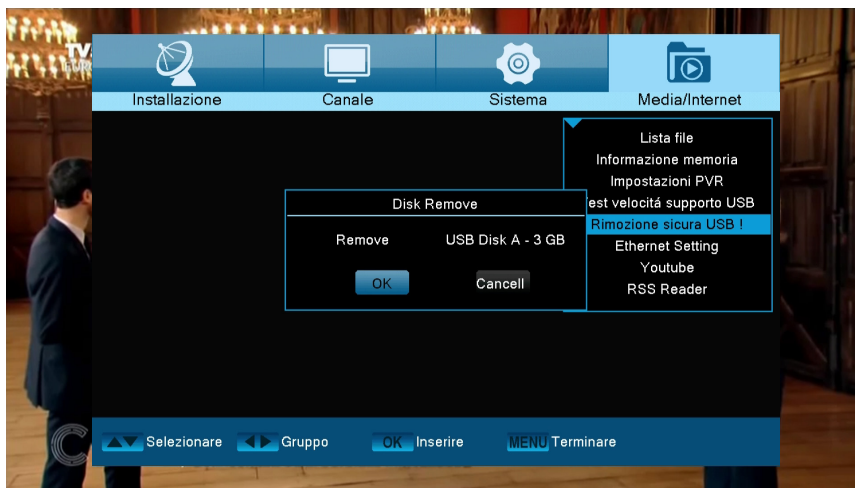 TV
EUR
Installazione Canale Sistema Media/Internet
Lista file
Informazione memoria
Impostazioni PVR
est velocitá supporto USB
Rimozione sicura USB !
Ethernet Setting
Youtube
RSS Reader
Disk Remove
Remove USB Disk A - 3 GB
OK Cancell
Selezionare Gruppo OK Inserire MENU Terminare